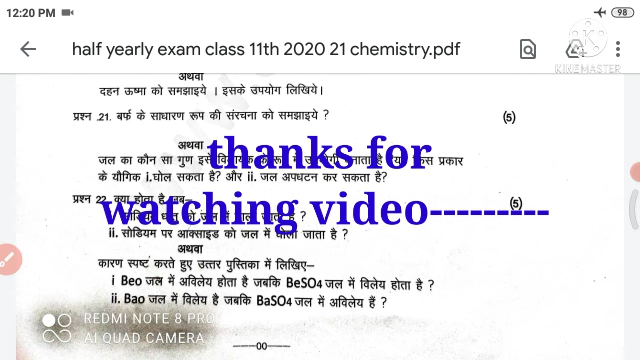 12:20 PM
98
half yearly exam class 11th 2020 21 chemistry.pdf
KINEMASTER
अथवा
दहन ऊष्मा को समझाइये । इसके उपयोग लिखिये।
प्रश्न .21. बर्फ के साधारण रूप की संरचना को समझाइये ?
(5)
अथवा
जल का कौन सा गुण इसे के रूप में बनाता है किस प्रकार
thanks for
के यौगिक i.घोल सकता है? और ii. जल अपघटन कर सकता है?
प्रश्न 22. क्या होता है जब–
(5)
watching video---------
ii. सोडियम पर आक्साइड को जल में घोला जाता है ?
अथवा
कारण स्पष्ट करते हुए उत्तर पुस्तिका में लिखिए–
i Beo जल में अविलेय होता है जबकि BeSO4 जल में विलेय होता है ?
ii. Bao जल में विलेय है जबकि BaSO4 जल में अविलेय हैं ?
REDMI NOTE 8 PRO
AI QUAD CAMERA
——00——